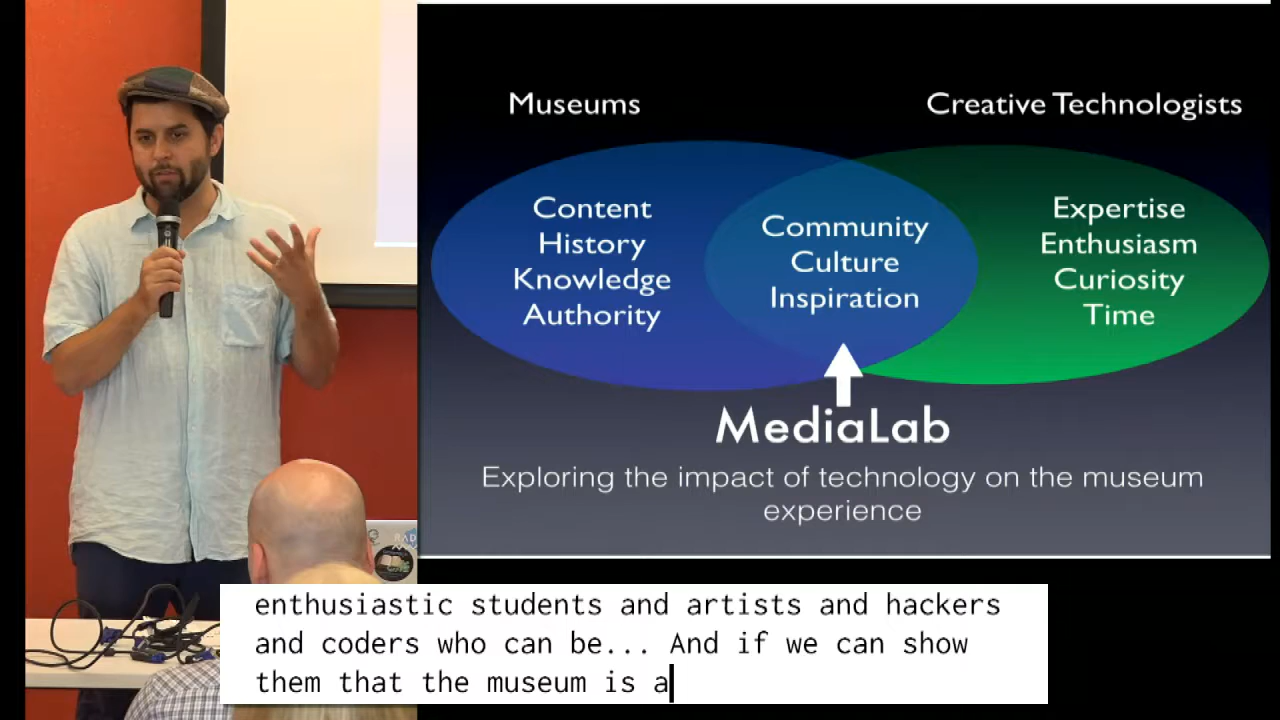 Museums
Creative Technologists
Content
History
Knowledge
Authority
Community
Culture
Inspiration
Expertise
Enthusiasm
Curiosity
Time
MediaLab
Exploring the impact of technology on the museum
experience
RAD
enthusiastic students and artists and hackers
and coders who can be... And if we can show
them that the museum is a